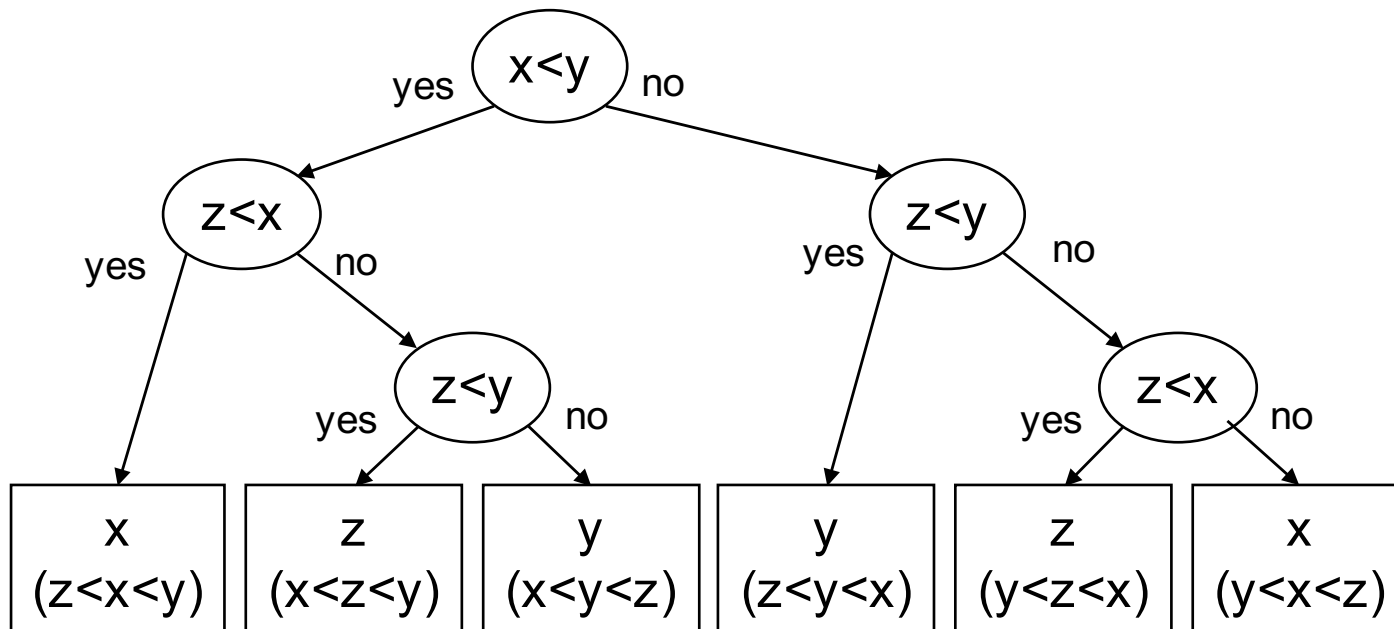 x<y
yes
no
z<x
z<y
yes
no
yes
no
z<y
z<x
yes
no
yes
no
x
(z<x<y)
z
(x<z<y)
y
(x<y<z)
y
(z<y<x)
z
(y<z<x)
x
(y<x<z)